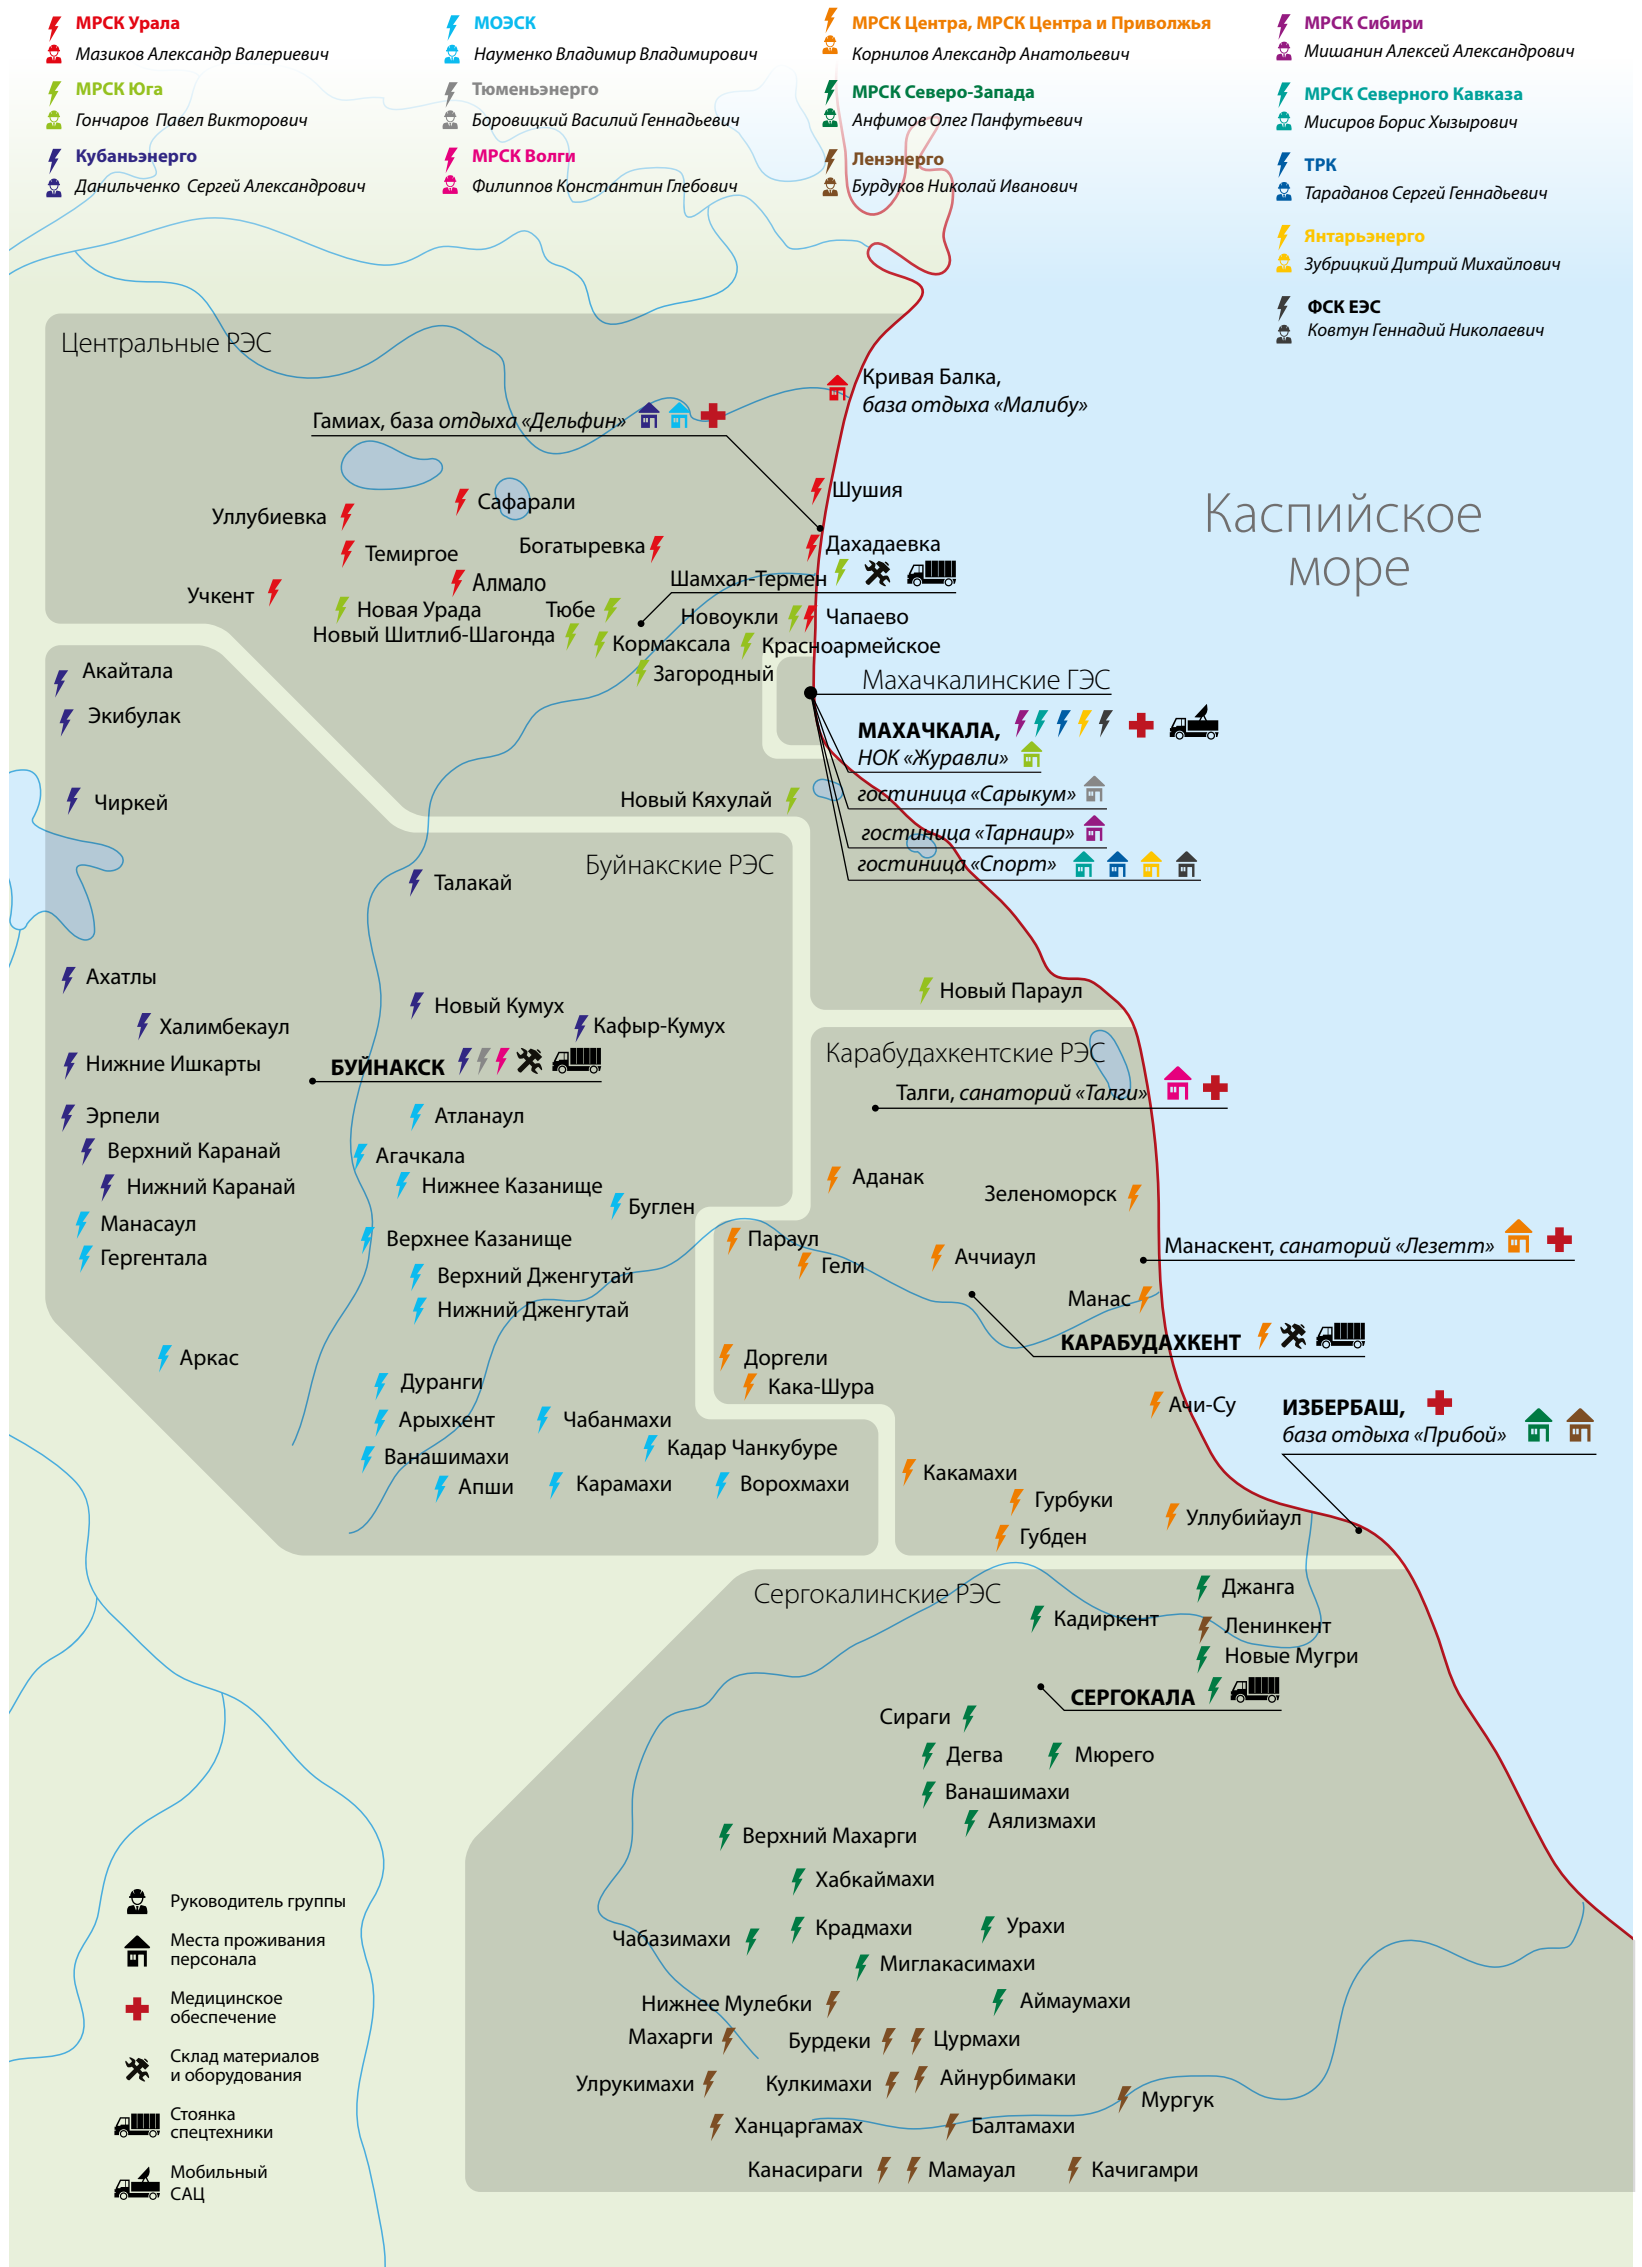 МРСК Урала
Мазиков Александр Валериевич
МРСК Юга
Гончаров Павел Викторович
Кубаньэнерго
Данильченко Сергей Александрович
МОЭСК
Науменко Владимир Владимирович
Тюменьэнерго
Боровицкий Василий Геннадьевич
МРСК Волги
Филиппов Константин Глебович
МРСК Центра, МРСК Центра и Приволжья
Корнилов Александр Анатольевич
МРСК Северо-Запада
Анфимов Олег Панфутьевич
Ленэнерго
Бурдуков Николай Иванович
МРСК Сибири
Мишанин Алексей Александрович
МРСК Северного Кавказа
Мисиров Борис Хызырович
ТРК
Тараданов Сергей Геннадьевич
Янтарьэнерго
Зубрицкий Дитрий Михайлович
ФСК ЕЭС
Ковтун Геннадий Николаевич
Центральные РЭС
Кривая Балка,
база отдыха «Малибу»
Гамиах, база отдыха «Дельфин»
Шушия
Сафарали
Уллубиевка
Каспийское
море
Богатыревка
Дахадаевка
Темиргое
Шамхал-Термен
Алмало
Учкент
Новая Урада
Тюбе
Новоукли
Чапаево
Новый Шитлиб-Шагонда
Кормаксала
Красноармейское
Загородный
Акайтала
Экибулак
Чиркей
Махачкалинские ГЭС
МАХАЧКАЛА,
НОК «Журавли»
гостиница «Сарыкум»
гостиница «Тарнаир»
гостиница «Спорт»
Новый Кяхулай
Буйнакские РЭС
Талакай
Ахатлы
Новый Параул
Новый Кумух
Халимбекаул
Кафыр-Кумух
Нижние Ишкарты
БУЙНАКСК
Карабудахкентские РЭС
Талги, санаторий «Талги»
Эрпели
Атланаул
Верхний Каранай
Агачкала
Нижний Каранай
Нижнее Казанище
Аданак
Зеленоморск
Буглен
Манасаул
Верхнее Казанище
Параул
Гергентала
Гели
Аччиаул
Манаскент, санаторий «Лезетт»
Верхний Дженгутай
Нижний Дженгутай
Манас
КАРАБУДАХКЕНТ
Аркас
Доргели
Дуранги
Кака-Шура
Ачи-Су
ИЗБЕРБАШ,
база отдыха «Прибой»
Арыхкент
Чабанмахи
Ванашимахи
Кадар Чанкубуре
Апши
Карамахи
Ворохмахи
Какамахи
Гурбуки
Уллубийаул
Губден
Сергокалинские РЭС
Джанга
Кадиркент
Ленинкент
Новые Мугри
СЕРГОКАЛА
Сираги
Дегва
Мюрего
Ванашимахи
Аялизмахи
Верхний Махарги
Хабкаймахи
Крадмахи
Урахи
Чабазимахи
Миглакасимахи
Нижнее Мулебки
Аймаумахи
Махарги
Бурдеки
Цурмахи
Улрукимахи
Кулкимахи
Айнурбимаки
Мургук
Ханцаргамах
Балтамахи
Канасираги
Мамауал
Качигамри
Руководитель группы
Места проживания
персонала
Медицинское
обеспечение
Склад материалов
и оборудования
Стоянка
спецтехники
Мобильный
САЦ